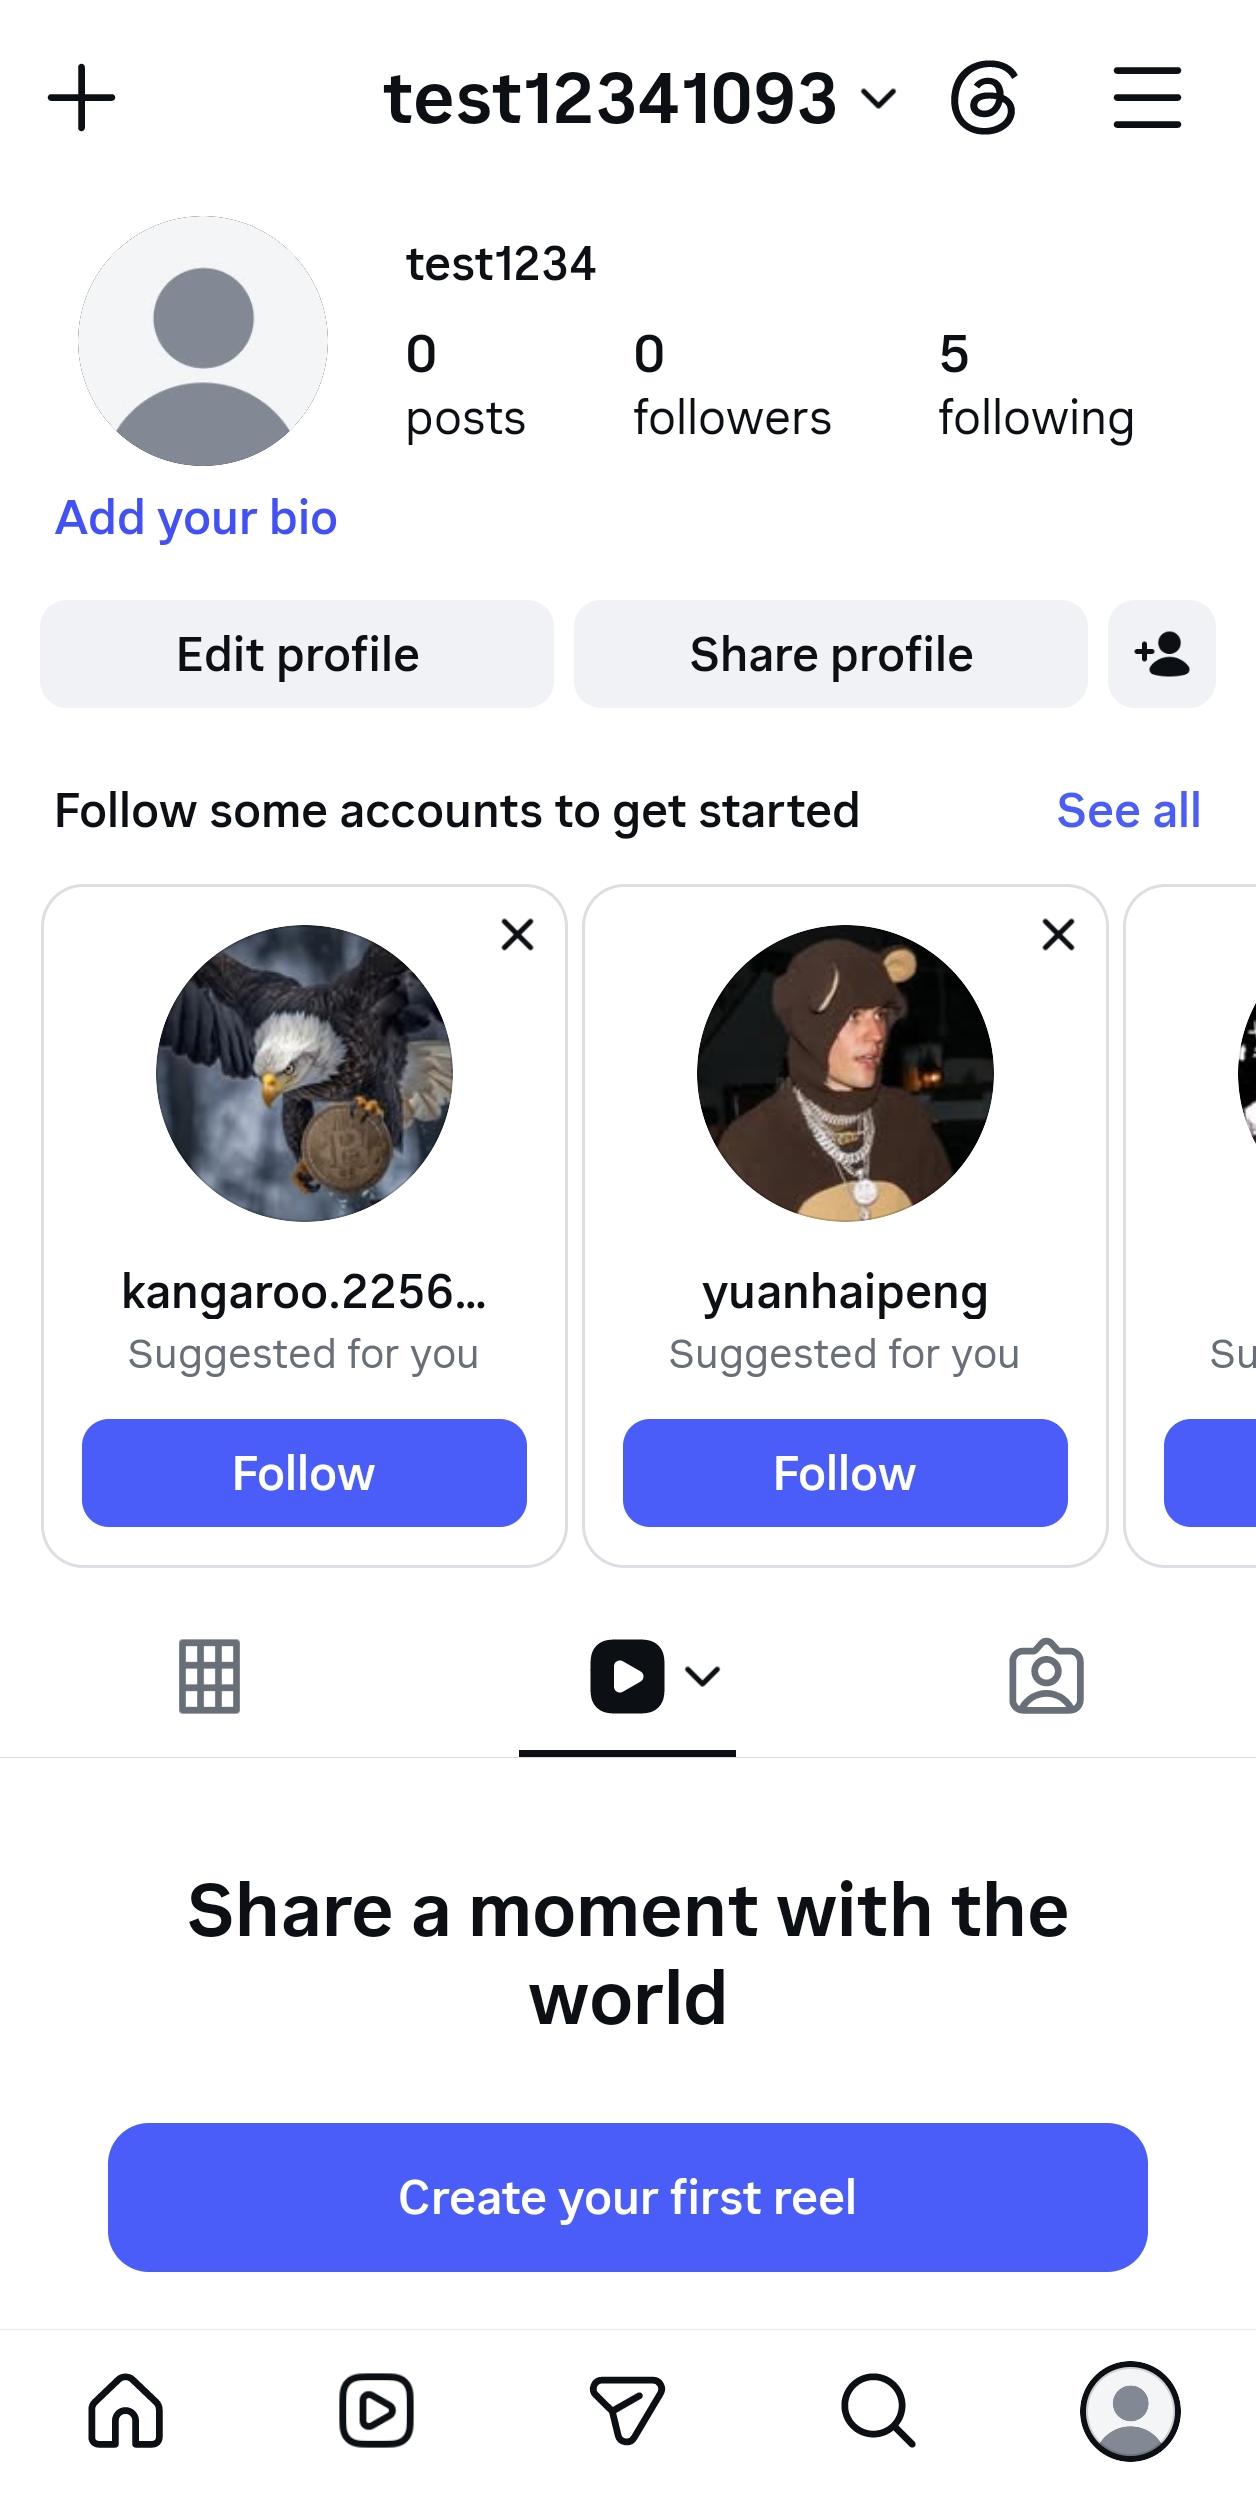 test12341093
test1234
0 0 5
posts followers following
Add your bio
Edit profile Share profile
Follow some accounts to get started See all
kangaroo.2256... yuanhaipeng
Suggested for you Suggested for you Su
Follow Follow
Share a moment with the
world
Create your first reel